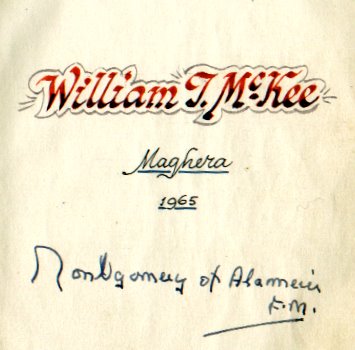 William T. McKee
Maghera
1965
Montgomery of Alamein
F.M.